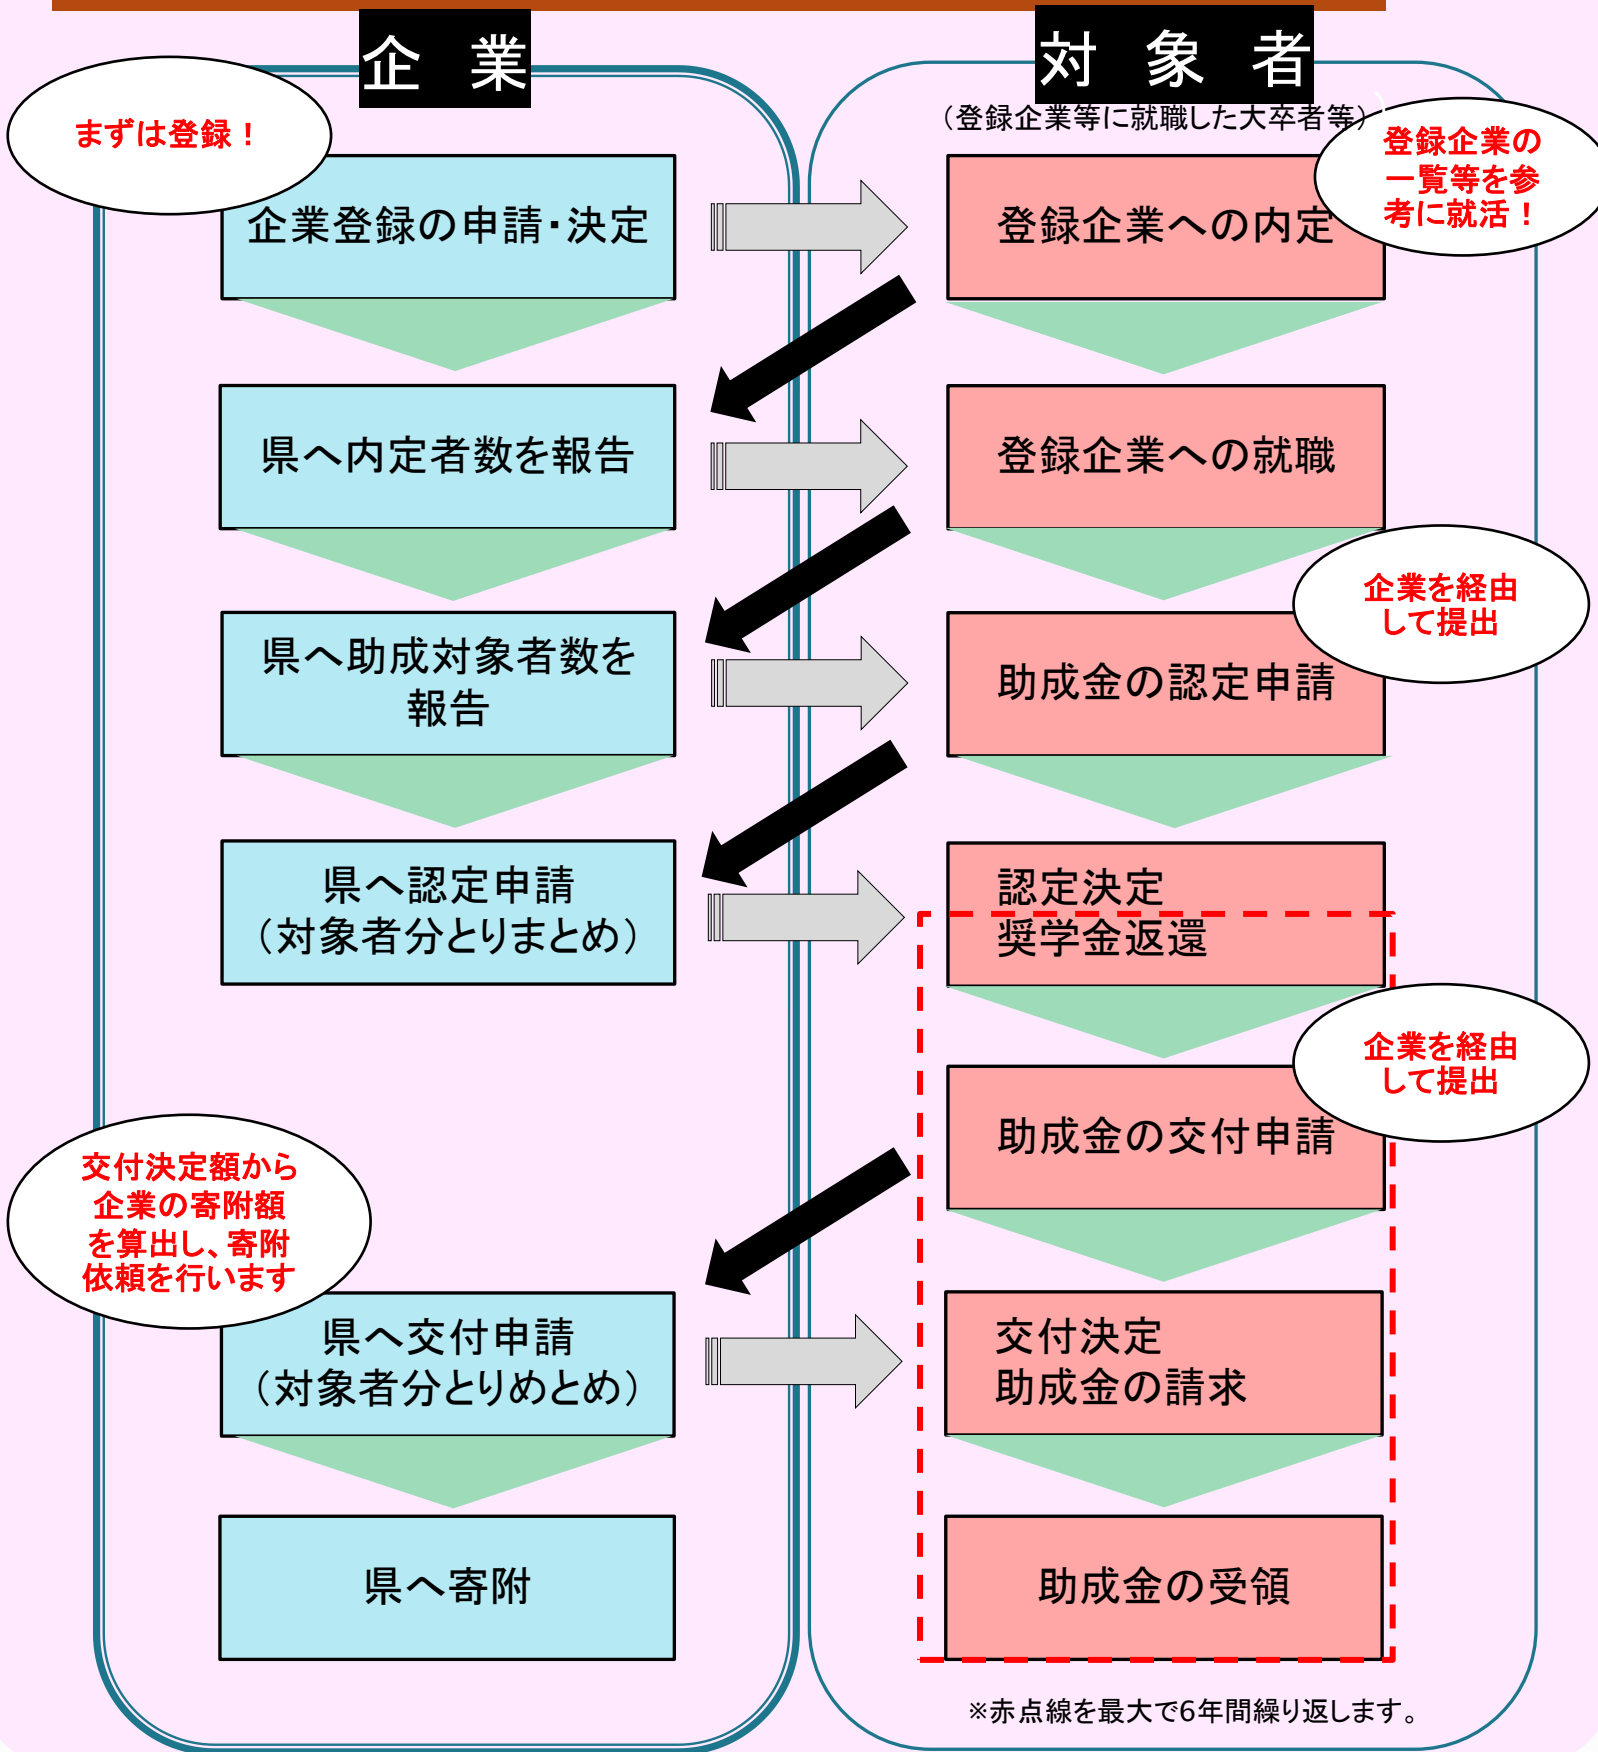 企　業
まずは登録！
企業登録の申請・決定
県へ内定者数を報告
県へ助成対象者数を
報告
県へ認定申請
（対象者分とりまとめ）
交付決定額から
企業の寄附額
を算出し、寄附
依頼を行います
県へ交付申請
（対象者分とりめとめ）
県へ寄附
対　象　者
（登録企業等に就職した大卒者等）
登録企業の
一覧等を参
考に就活！
登録企業への内定
登録企業への就職
企業を経由
して提出
助成金の認定申請
認定決定
奨学金返還
企業を経由
して提出
助成金の交付申請
交付決定
助成金の請求
助成金の受領
※赤点線を最大で6年間繰り返します。